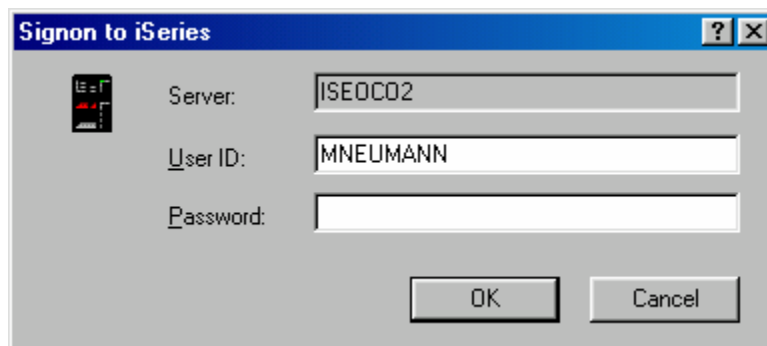 Signon to iSeries
Server: ISEOCO2
User ID: MNEUMANN
Password:
OK Cancel